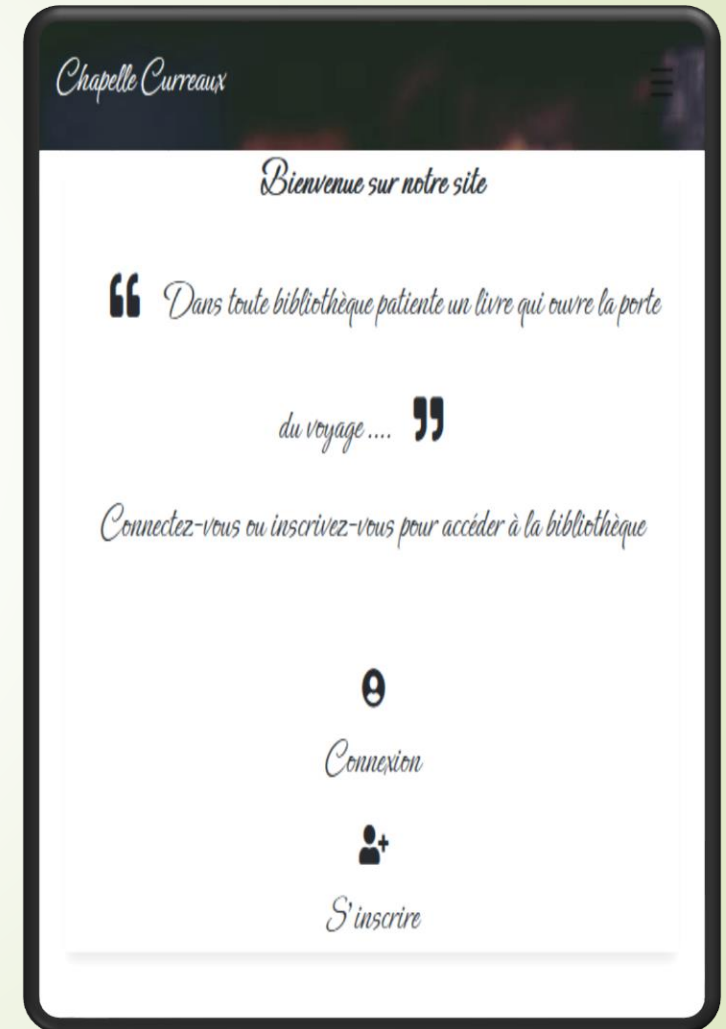 Chapelle Curreaux
Bienvenue sur notre site
“ Dans toute bibliothèque patiente un livre qui ouvre la porte
du voyage .... ”
Connectez-vous ou inscrivez-vous pour accéder à la bibliothèque
Connexion
S'inscrire